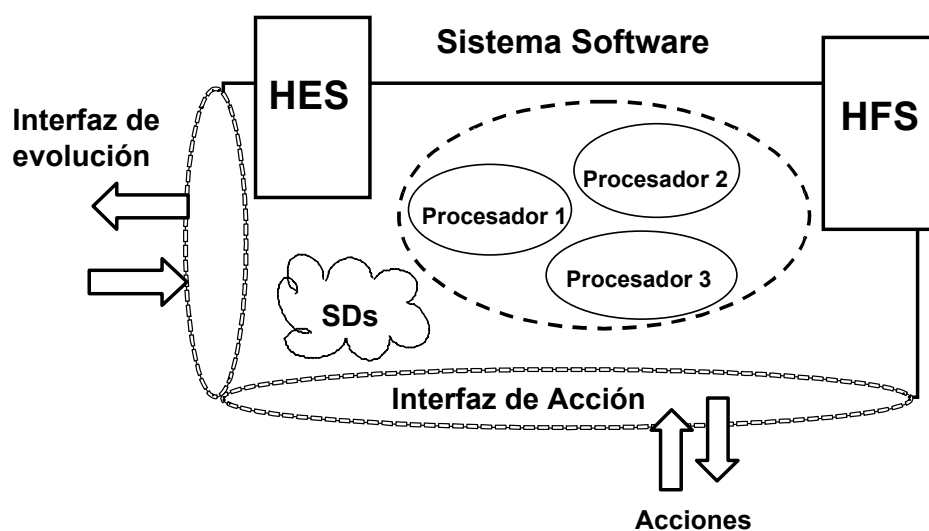 Sistema Software
HES
HFS
Interfaz de
evolución
Procesador 2
Procesador 1
Procesador 3
SDs
Interfaz de Acción
Acciones